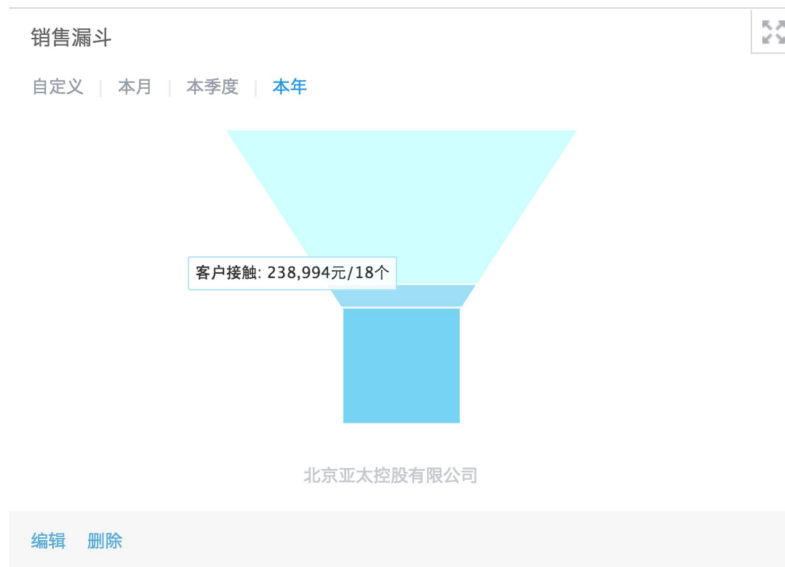 销售漏斗
自定义 | 本月 | 本季度 | 本年
客户接触: 238,994元/18个
北京亚太控股有限公司
编辑 删除